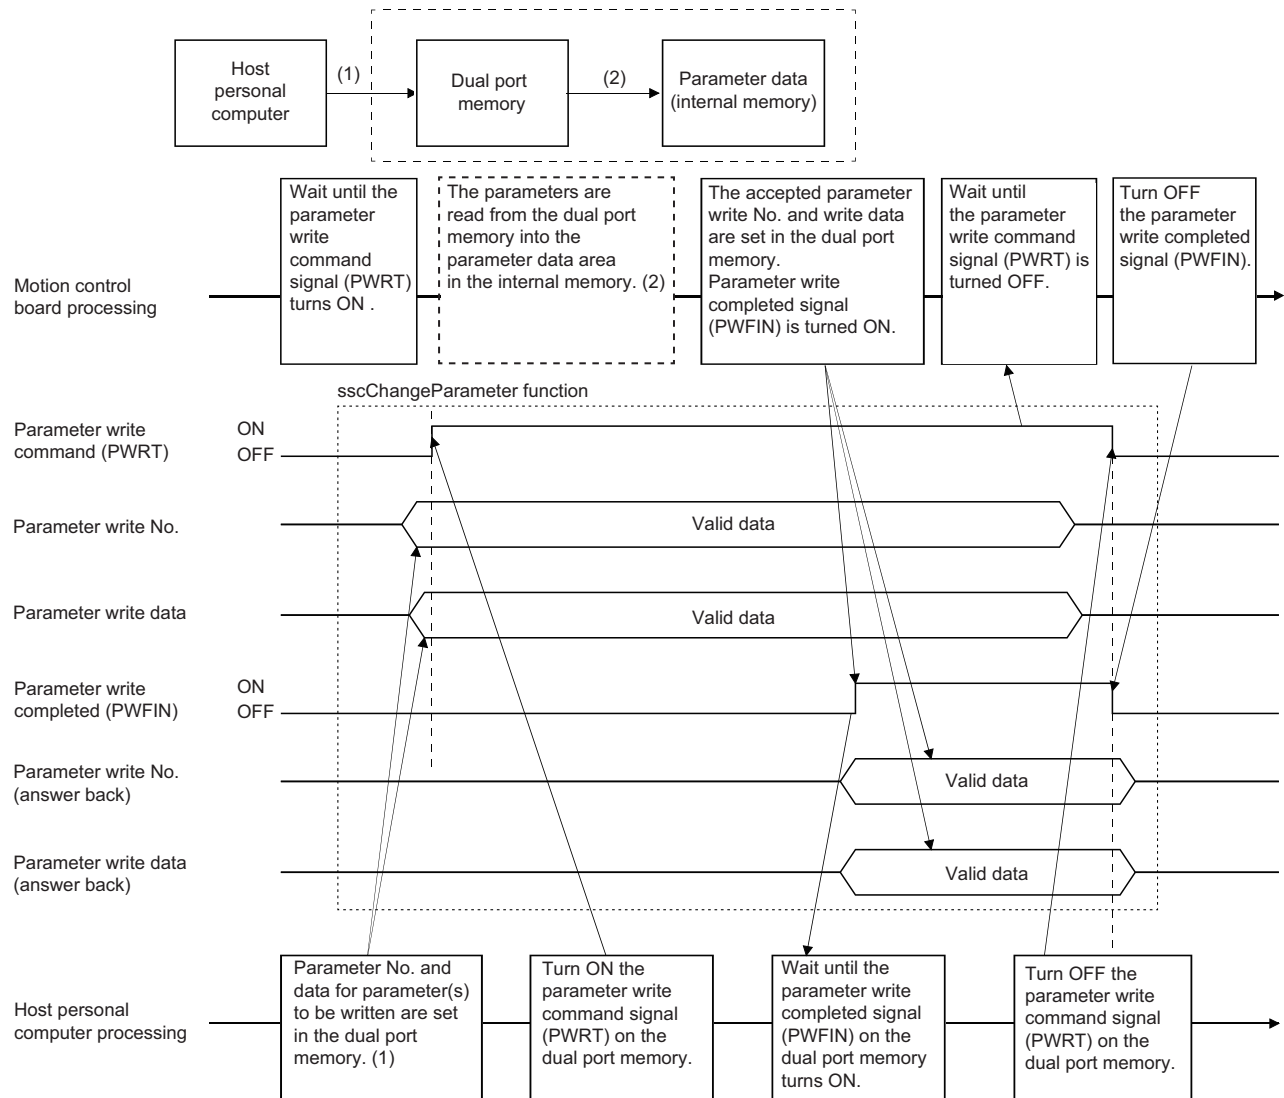 Host
personal
computer
(1)
Dual port
memory
(2)
Parameter data
(internal memory)
Motion control
board processing
Wait until the
parameter
write
command
signal (PWRT)
turns ON .
The parameters are
read from the dual port
memory into the
parameter data area
in the internal memory. (2)
The accepted parameter
write No. and write data
are set in the dual port
memory.
Parameter write
completed signal
(PWFIN) is turned ON.
Wait until
the parameter
write command
signal (PWRT) is
turned OFF.
Turn OFF
the parameter
write completed
signal (PWFIN).
sscChangeParameter function
Parameter write
command (PWRT)
ON
OFF
Parameter write No.
Valid data
Parameter write data
Valid data
Parameter write
completed (PWFIN)
ON
OFF
Parameter write No.
(answer back)
Valid data
Parameter write data
(answer back)
Valid data
Host personal
computer processing
Parameter No. and
data for parameter(s)
to be written are set
in the dual port
memory. (1)
Turn ON the
parameter write
command signal
(PWRT) on the
dual port memory.
Wait until the
parameter write
completed signal
(PWFIN) on the
dual port memory
turns ON.
Turn OFF the
parameter write
command signal
(PWRT) on the
dual port memory.